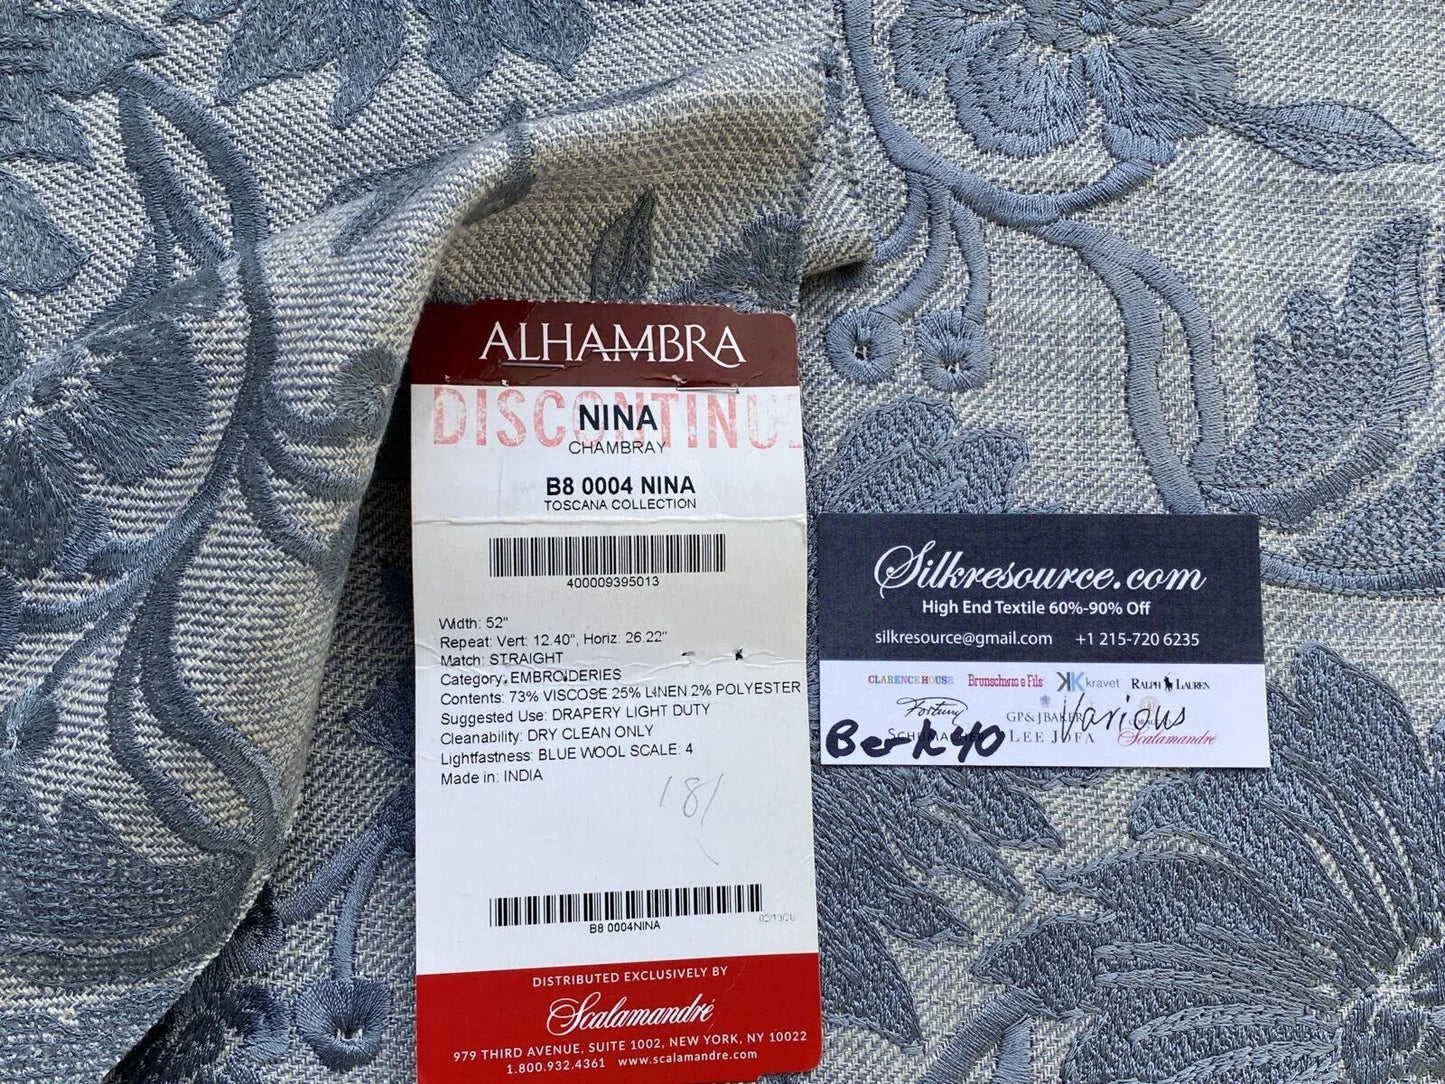 ALHAMBRA
DISCONTINU
NINA
CHAMBRAY
B8 0004 NINA
TOSCANA COLLECTION
400009395013
Width: 52"
Repeat: Vert: 12.40", Horiz: 26.22"
Match: STRAIGHT
Category: EMBROIDERIES
Contents: 73% VISCOSE 25% LINEN 2% POLYESTER
Suggested Use: DRAPERY LIGHT DUTY
Cleanability: DRY CLEAN ONLY
Lightfastness: BLUE WOOL SCALE: 4
Made in: INDIA
181
B8 0004NINA
DISTRIBUTED EXCLUSIVELY BY
Scalamandré
979 THIRD AVENUE, SUITE 1002, NEW YORK, NY 10022
1.800.932.4361 www.scalamandre.com
Silkresource.com
High End Textile 60%-90% Off
silkresource@gmail.com +1 215-720 6235
CLARENCE HOUSE Brunschwig & Fils kravet RALPH LAUREN
Fortuny GP & J BAKER Various
SCHUMACHER LEE JOFA Scalamandré